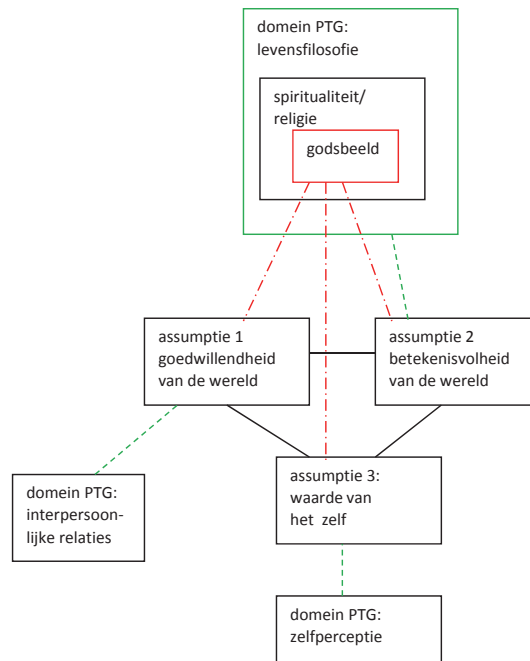 domein PTG:
levensfilosofie
spiritualiteit/
religie
godsbeeld
assumptie 1
goedwillendheid
van de wereld
assumptie 2
betekenisvolheid
van de wereld
domein PTG:
interpersoon-
lijke relaties
assumptie 3:
waarde van
het zelf
domein PTG:
zelfperceptie